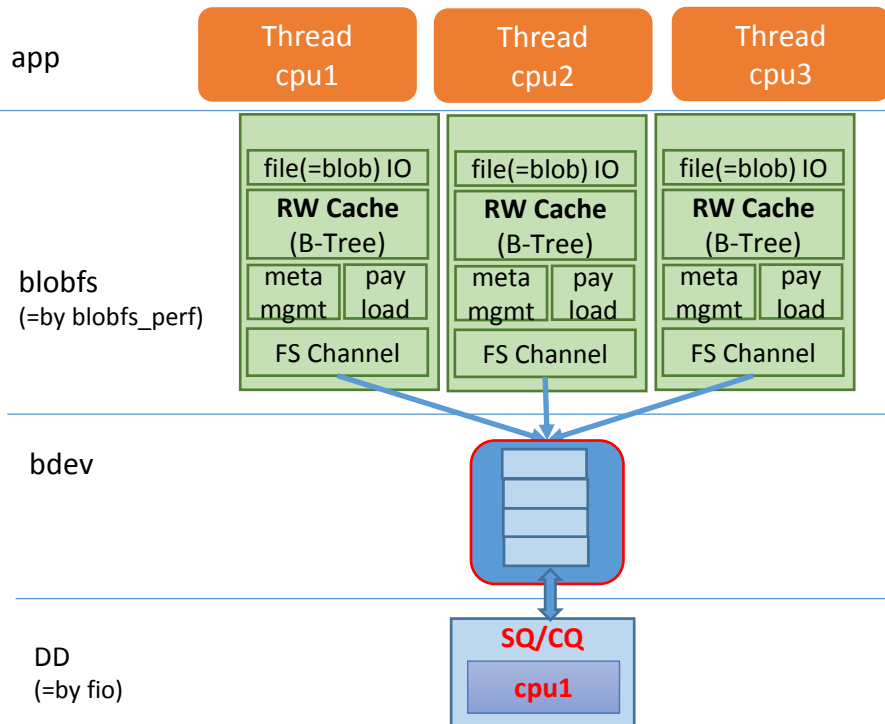 app
Thread
cpu1
Thread
cpu2
Thread
cpu3
blobfs
(=by blobfs_perf)
file(=blob) IO
RW Cache
(B-Tree)
meta
mgmt
pay
load
FS Channel
file(=blob) IO
RW Cache
(B-Tree)
meta
mgmt
pay
load
FS Channel
file(=blob) IO
RW Cache
(B-Tree)
meta
mgmt
pay
load
FS Channel
bdev
DD
(=by fio)
SQ/CQ
cpu1